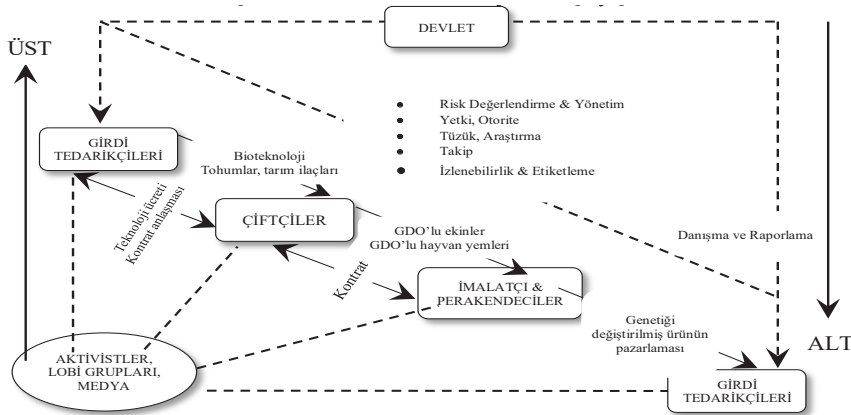 DEVLET
ÜST
Risk Değerlendirme & Yönetim
Yetki, Otorite
Tüzük, Araştırma
Takip
İzlenebilirlik & Etiketleme
GİRDİ
TEDARİKÇİLERİ
Bioteknoloji
Tohumlar, tarım ilaçları
Teknoloji ücreti
Kontrat anlaşması
ÇİFTÇİLER
GDO'lu ekinler
GDO'lu hayvan yemleri
Danışma ve Raporlama
Kontrat
İMALATÇI &
PERAKENDECİLER
Genetiği
değiştirilmiş ürünün
pazarlaması
ALT
AKTİVİSTLER,
LOBİ GRUPLARI,
MEDYA
GİRDİ
TEDARİKÇİLERİ